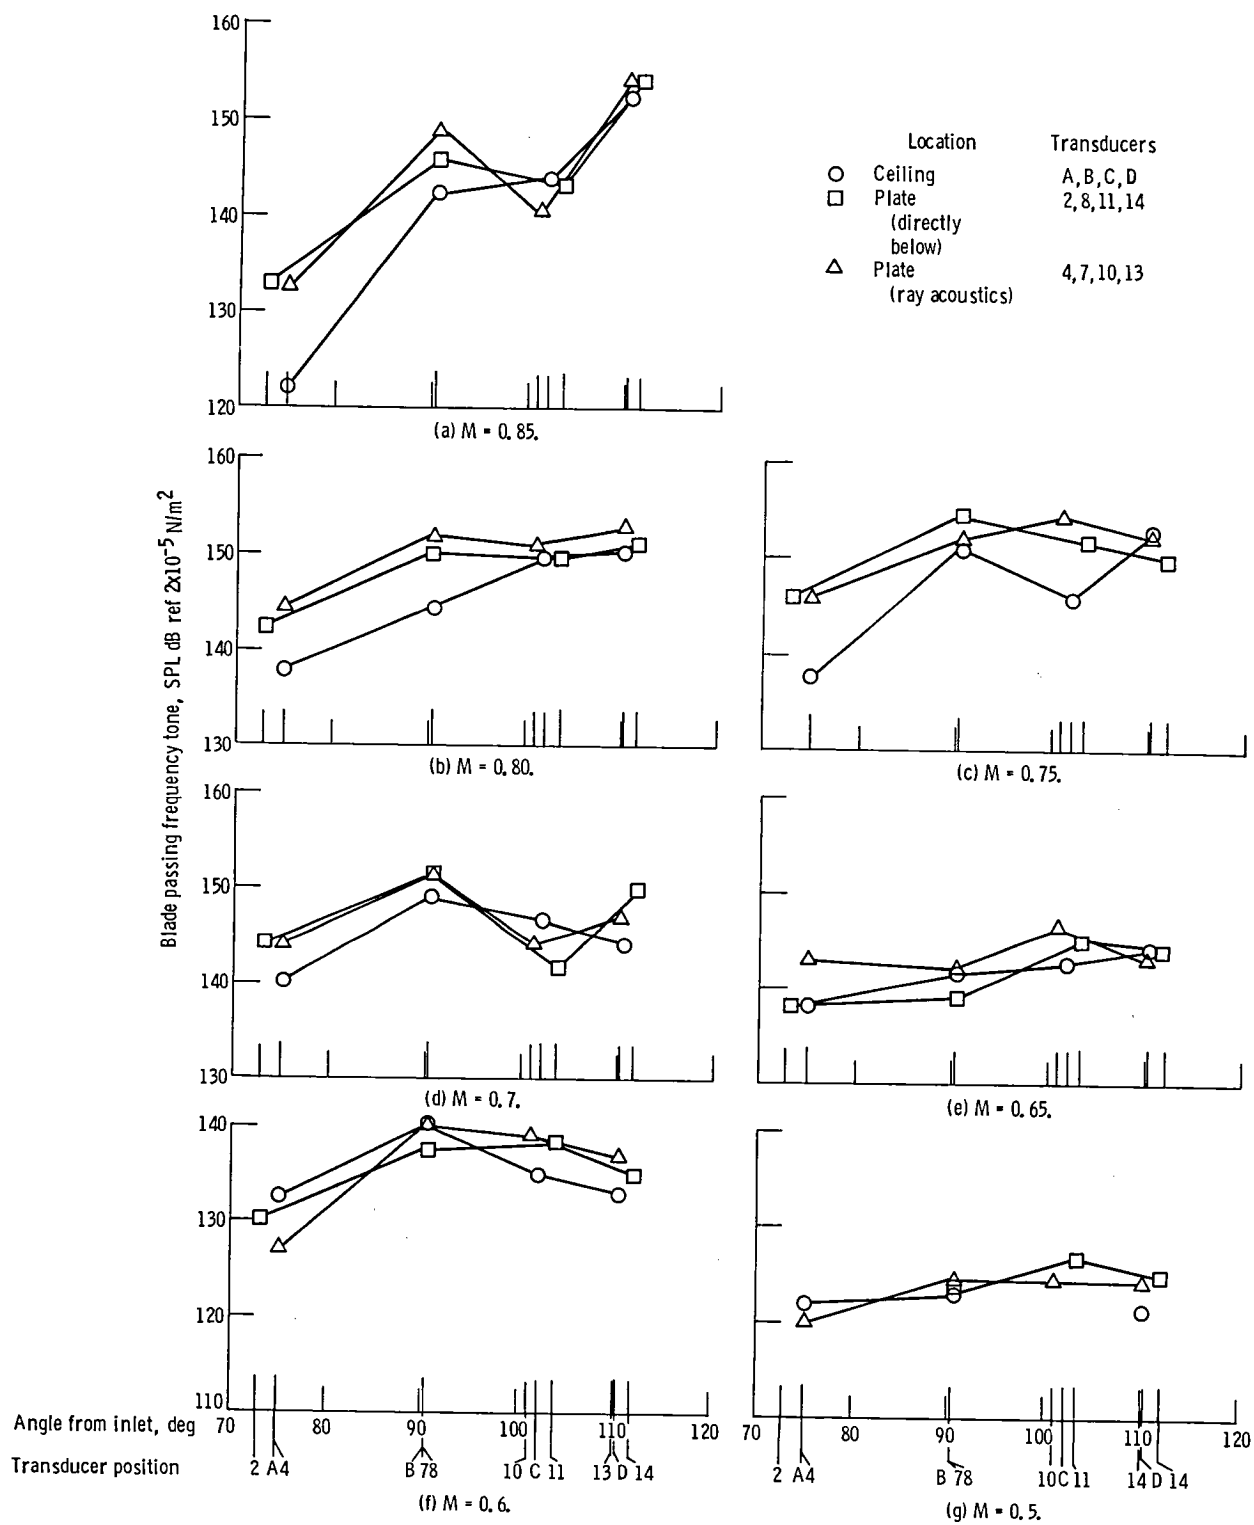 160
150
140
130
120
Location Transducers
Ceiling A, B, C, D
Plate 2, 8, 11, 14
(directly
below)
Plate 4, 7, 10, 13
(ray acoustics)
(a) M = 0.85.
Blade passing frequency tone, SPL dB ref 2x10⁻⁵ N/m²
160
150
140
130
(b) M = 0.80.
(c) M = 0.75.
160
150
140
130
(d) M = 0.7.
(e) M = 0.65.
140
130
120
110
Angle from inlet, deg 70 80 90 100 110 120
Transducer position 2 A4 B 78 10 C 11 13 D 14
(f) M = 0.6.
70 80 90 100 110 120
2 A4 B 78 10 C 11 14 D 14
(g) M = 0.5.